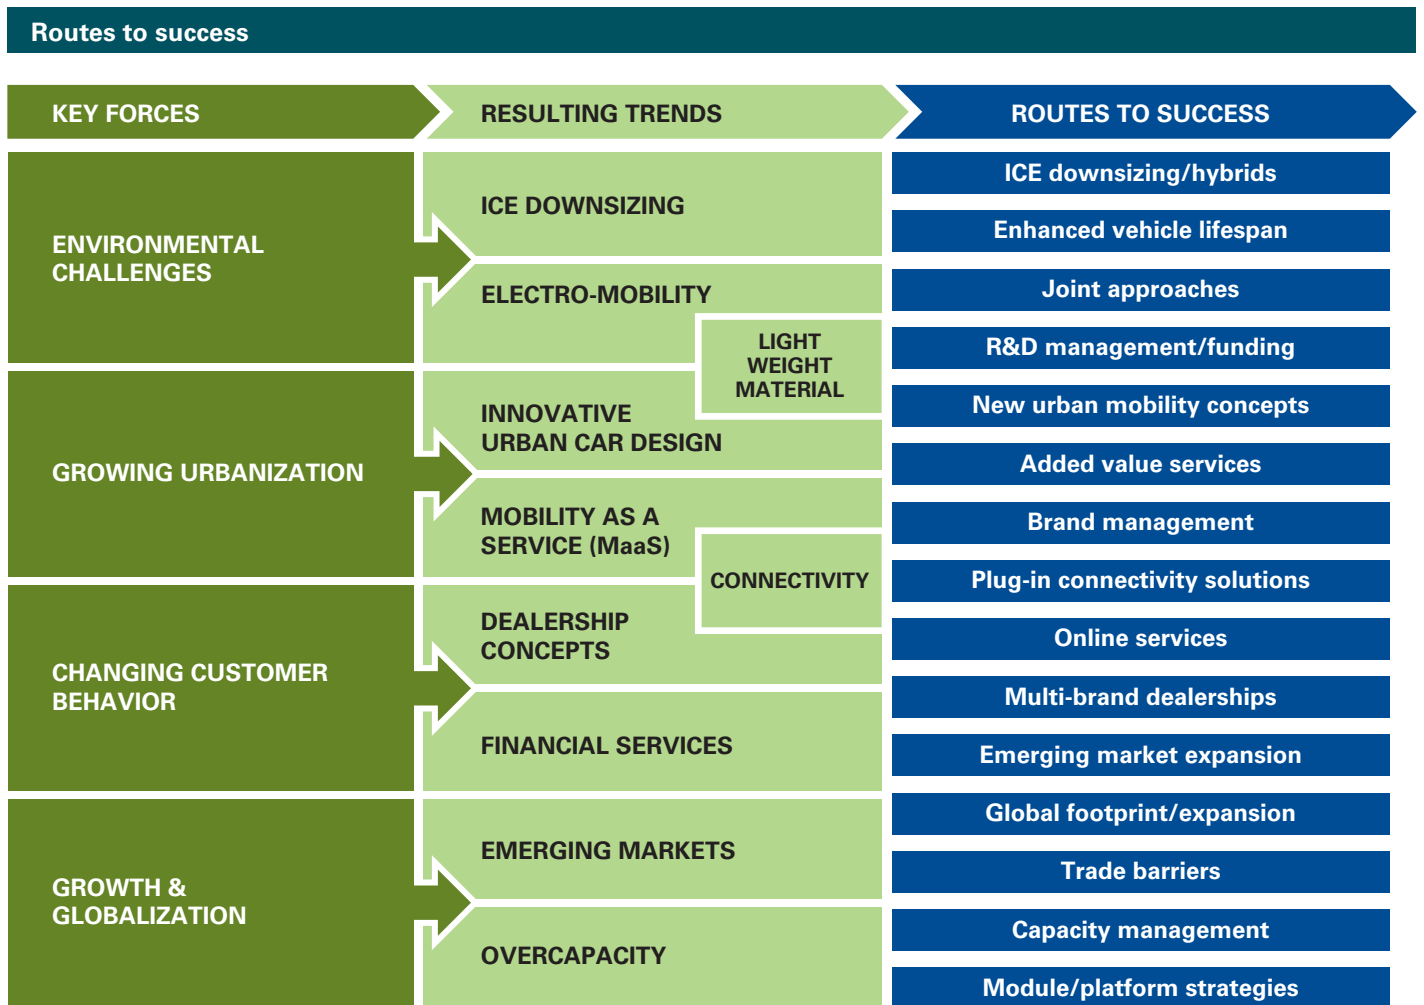 Routes to success
KEY FORCES
RESULTING TRENDS
ROUTES TO SUCCESS
ENVIRONMENTAL
CHALLENGES
GROWING URBANIZATION
CHANGING CUSTOMER
BEHAVIOR
GROWTH &
GLOBALIZATION
ICE DOWNSIZING
ELECTRO-MOBILITY
LIGHT
WEIGHT
MATERIAL
INNOVATIVE
URBAN CAR DESIGN
MOBILITY AS A
SERVICE (MaaS)
CONNECTIVITY
DEALERSHIP
CONCEPTS
FINANCIAL SERVICES
EMERGING MARKETS
OVERCAPACITY
ICE downsizing/hybrids
Enhanced vehicle lifespan
Joint approaches
R&D management/funding
New urban mobility concepts
Added value services
Brand management
Plug-in connectivity solutions
Online services
Multi-brand dealerships
Emerging market expansion
Global footprint/expansion
Trade barriers
Capacity management
Module/platform strategies